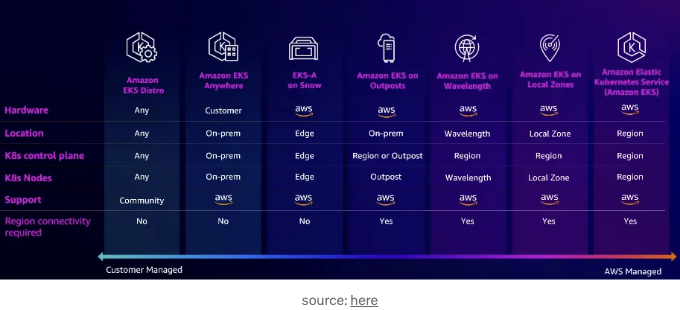 Amazon EKS Distro
Amazon EKS Anywhere
EKS-A on Snow
Amazon EKS on Outposts
Amazon EKS on Wavelength
Amazon EKS on Local Zones
Amazon Elastic Kubernetes Service (Amazon EKS)
Hardware Any Customer aws aws aws aws aws
Location Any On-prem Edge On-prem Wavelength Local Zone Region
K8s control plane Any On-prem Edge Region or Outpost Region Region Region
K8s Nodes Any On-prem Edge Outpost Wavelength Local Zone Region
Support Community aws aws aws aws aws aws
Region connectivity required No No No Yes Yes Yes Yes
Customer Managed AWS Managed
source: here